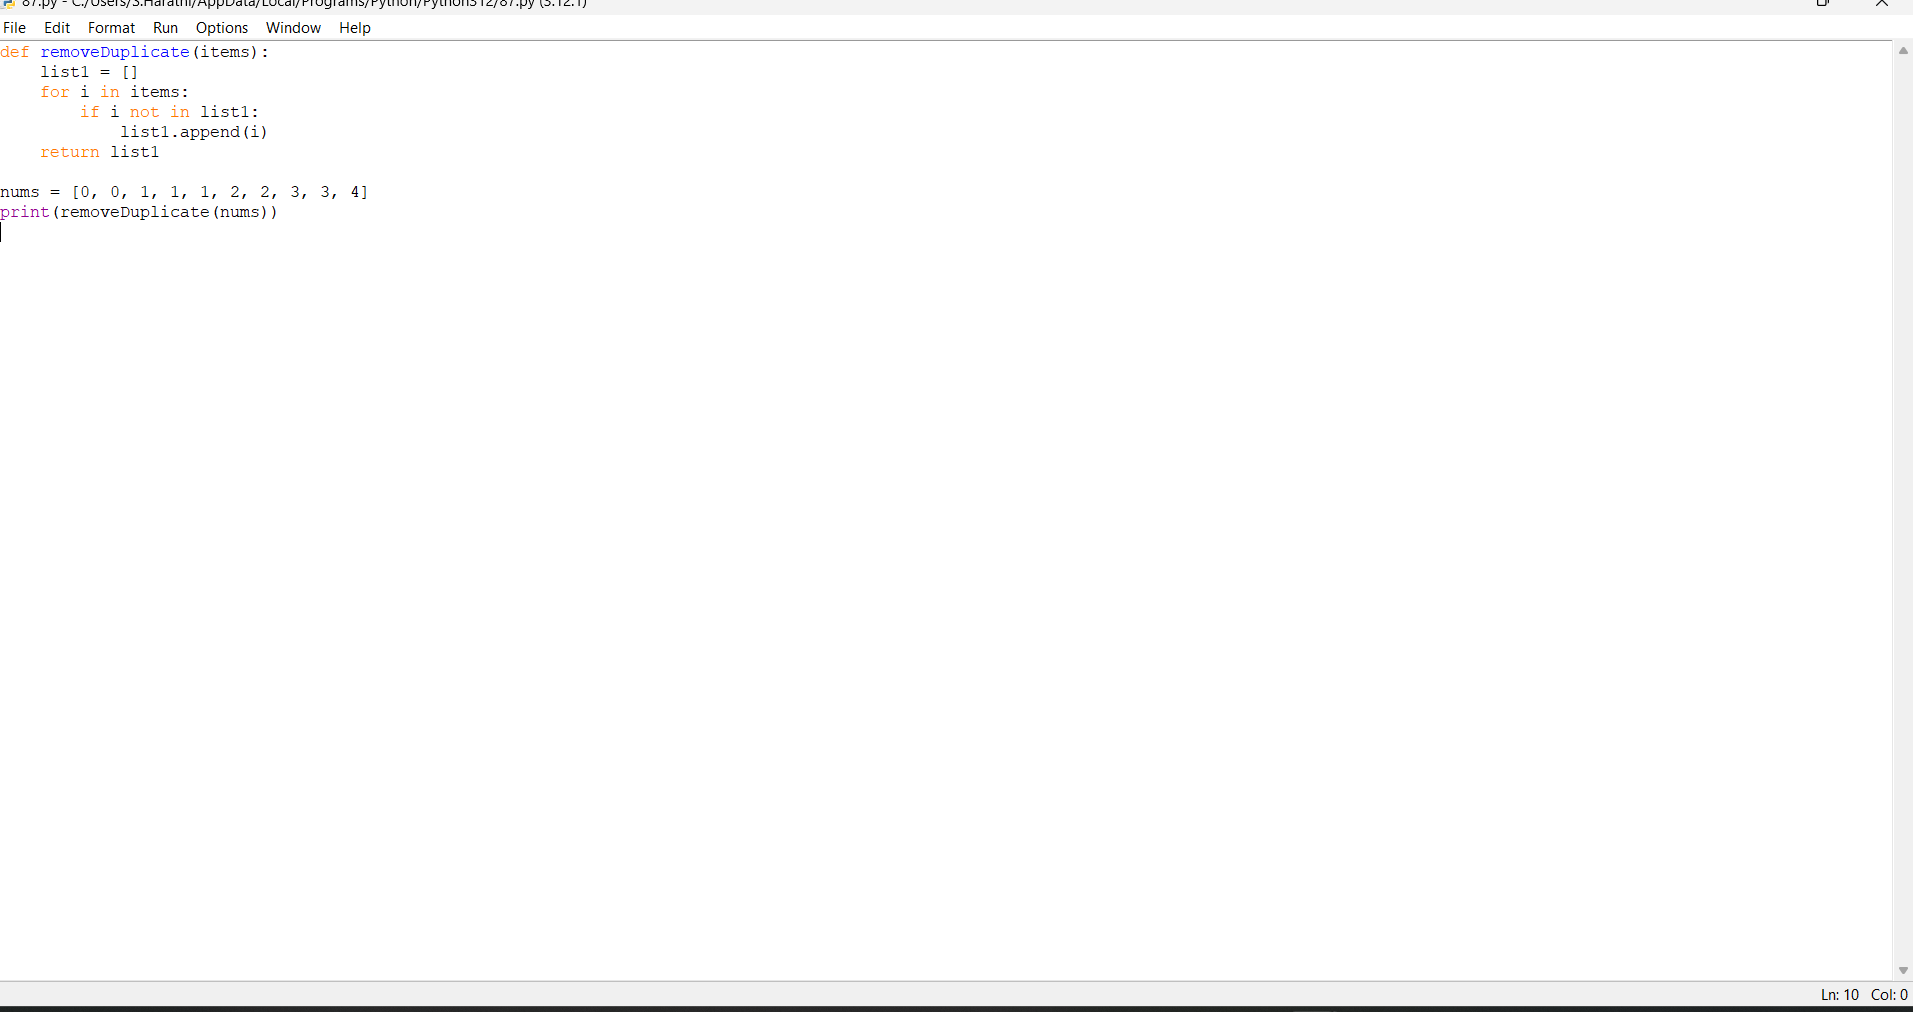 87.py - C:/Users/S.Harathi/AppData/Local/Programs/Python/Python312/87.py (3.12.1)
File Edit Format Run Options Window Help
def removeDuplicate(items):
    list1 = []
    for i in items:
        if i not in list1:
            list1.append(i)
    return list1
nums = [0, 0, 1, 1, 1, 2, 2, 3, 3, 4]
print(removeDuplicate(nums))
Ln: 10 Col: 0